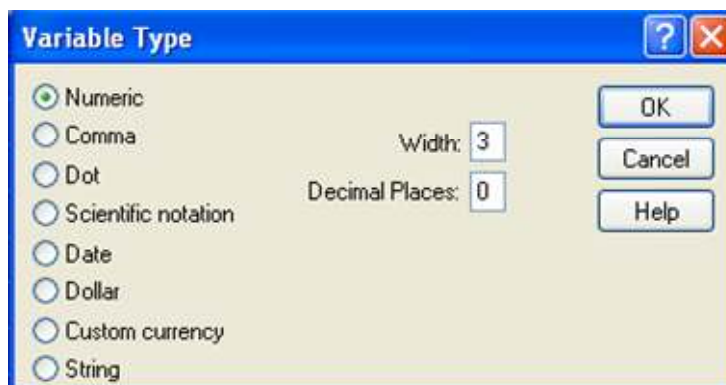 Variable Type
Numeric
Comma
Dot
Scientific notation
Date
Dollar
Custom currency
String
Width: 3
Decimal Places: 0
OK
Cancel
Help